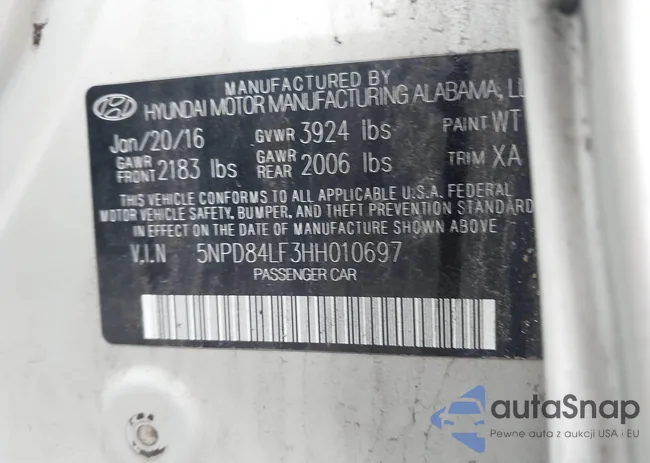 MANUFACTURED BY
HYUNDAI MOTOR MANUFACTURING ALABAMA, LL
Jan/20/16 GVWR 3924 lbs PAINT WT
GAWR FRONT 2183 lbs GAWR REAR 2006 lbs TRIM XA
THIS VEHICLE CONFORMS TO ALL APPLICABLE U.S.A. FEDERAL
MOTOR VEHICLE SAFETY, BUMPER, AND THEFT PREVENTION STANDARDS
IN EFFECT ON THE DATE OF MANUFACTURE SHOWN ABOVE.
V.I.N 5NPD84LF3HH010697
PASSENGER CAR
autaSnap
Pewne auta z aukcji USA i EU